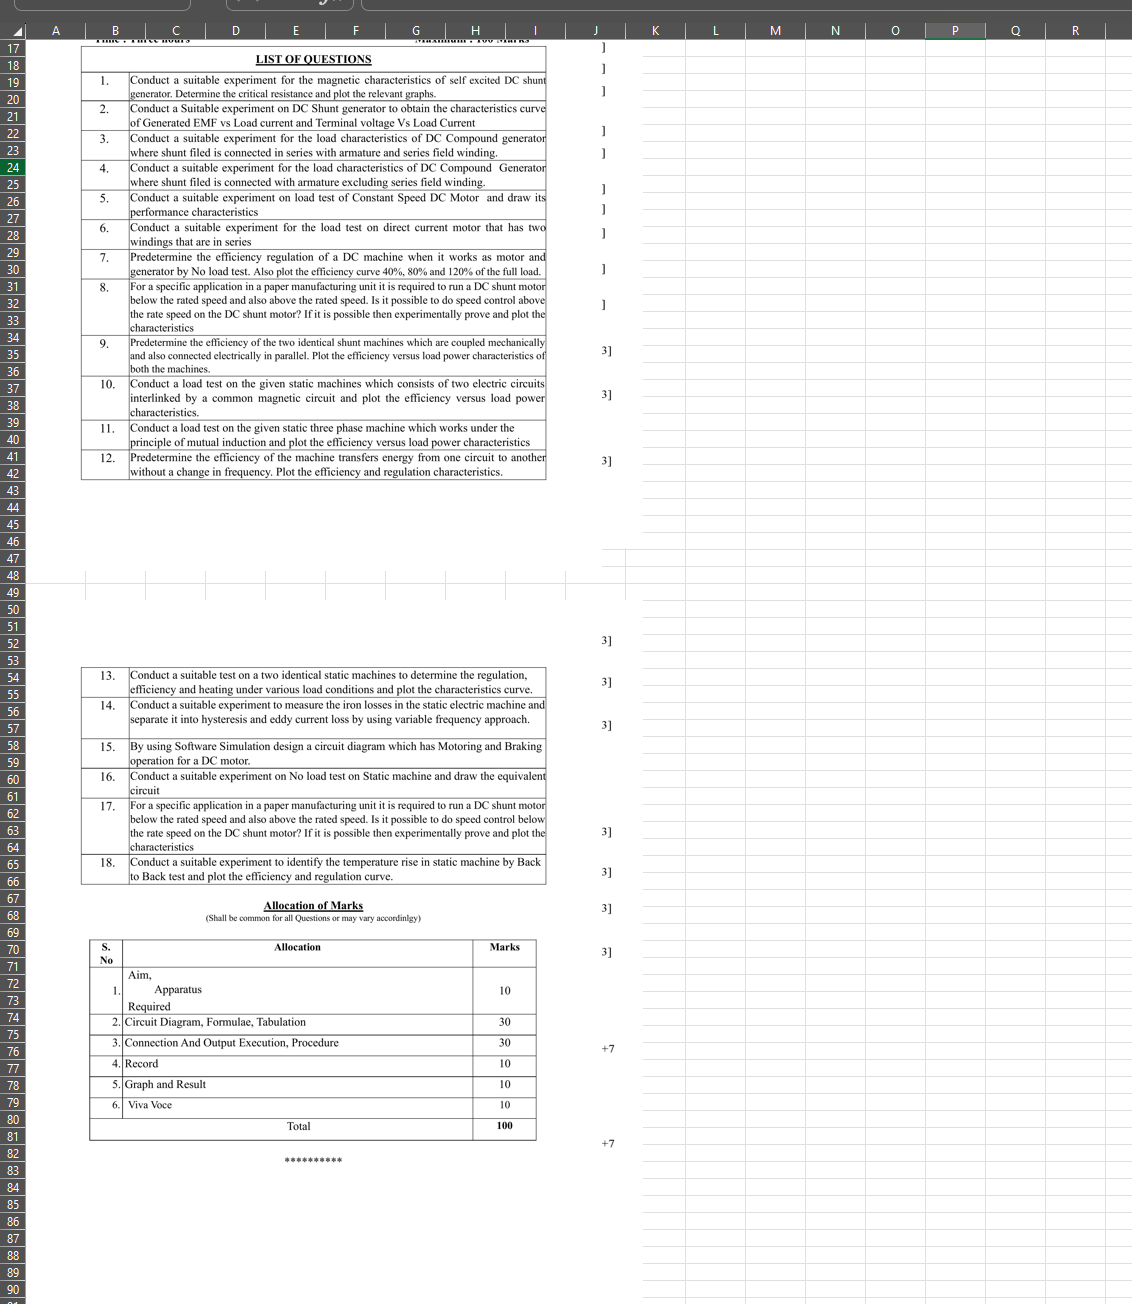 A B C D E F G H I J K L M N O P Q R
17
18
19
20
21
22
23
24
25
26
27
28
29
30
31
32
33
34
35
36
37
38
39
40
41
42
43
44
45
46
47
48
49
50
51
52
53
54
55
56
57
58
59
60
61
62
63
64
65
66
67
68
69
70
71
72
73
74
75
76
77
78
79
80
81
82
83
84
85
86
87
88
89
90
Time : Three hours Maximum : 100 Marks
LIST OF QUESTIONS
1. Conduct a suitable experiment for the magnetic characteristics of self excited DC shunt
generator. Determine the critical resistance and plot the relevant graphs.
2. Conduct a Suitable experiment on DC Shunt generator to obtain the characteristics curve
of Generated EMF vs Load current and Terminal voltage Vs Load Current
3. Conduct a suitable experiment for the load characteristics of DC Compound generator
where shunt filed is connected in series with armature and series field winding.
4. Conduct a suitable experiment for the load characteristics of DC Compound Generator
where shunt filed is connected with armature excluding series field winding.
5. Conduct a suitable experiment on load test of Constant Speed DC Motor and draw its
performance characteristics
6. Conduct a suitable experiment for the load test on direct current motor that has two
windings that are in series
7. Predetermine the efficiency regulation of a DC machine when it works as motor and
generator by No load test. Also plot the efficiency curve 40%, 80% and 120% of the full load.
8. For a specific application in a paper manufacturing unit it is required to run a DC shunt motor
below the rated speed and also above the rated speed. Is it possible to do speed control above
the rate speed on the DC shunt motor? If it is possible then experimentally prove and plot the
characteristics
9. Predetermine the efficiency of the two identical shunt machines which are coupled mechanically
and also connected electrically in parallel. Plot the efficiency versus load power characteristics of
both the machines.
10. Conduct a load test on the given static machines which consists of two electric circuits
interlinked by a common magnetic circuit and plot the efficiency versus load power
characteristics.
11. Conduct a load test on the given static three phase machine which works under the
principle of mutual induction and plot the efficiency versus load power characteristics
12. Predetermine the efficiency of the machine transfers energy from one circuit to another
without a change in frequency. Plot the efficiency and regulation characteristics.
13. Conduct a suitable test on a two identical static machines to determine the regulation,
efficiency and heating under various load conditions and plot the characteristics curve.
14. Conduct a suitable experiment to measure the iron losses in the static electric machine and
separate it into hysteresis and eddy current loss by using variable frequency approach.
15. By using Software Simulation design a circuit diagram which has Motoring and Braking
operation for a DC motor.
16. Conduct a suitable experiment on No load test on Static machine and draw the equivalent
circuit
17. For a specific application in a paper manufacturing unit it is required to run a DC shunt motor
below the rated speed and also above the rated speed. Is it possible to do speed control below
the rate speed on the DC shunt motor? If it is possible then experimentally prove and plot the
characteristics
18. Conduct a suitable experiment to identify the temperature rise in static machine by Back
to Back test and plot the efficiency and regulation curve.
Allocation of Marks
(Shall be common for all Questions or may vary accordinlgy)
S. No Allocation Marks
1. Aim,
Apparatus 10
Required
2. Circuit Diagram, Formulae, Tabulation 30
3. Connection And Output Execution, Procedure 30
4. Record 10
5. Graph and Result 10
6. Viva Voce 10
Total 100
**********
]
]
]
]
]
]
]
]
]
]
3]
3]
3]
3]
3]
3]
3]
3]
3]
3]
+7
+7